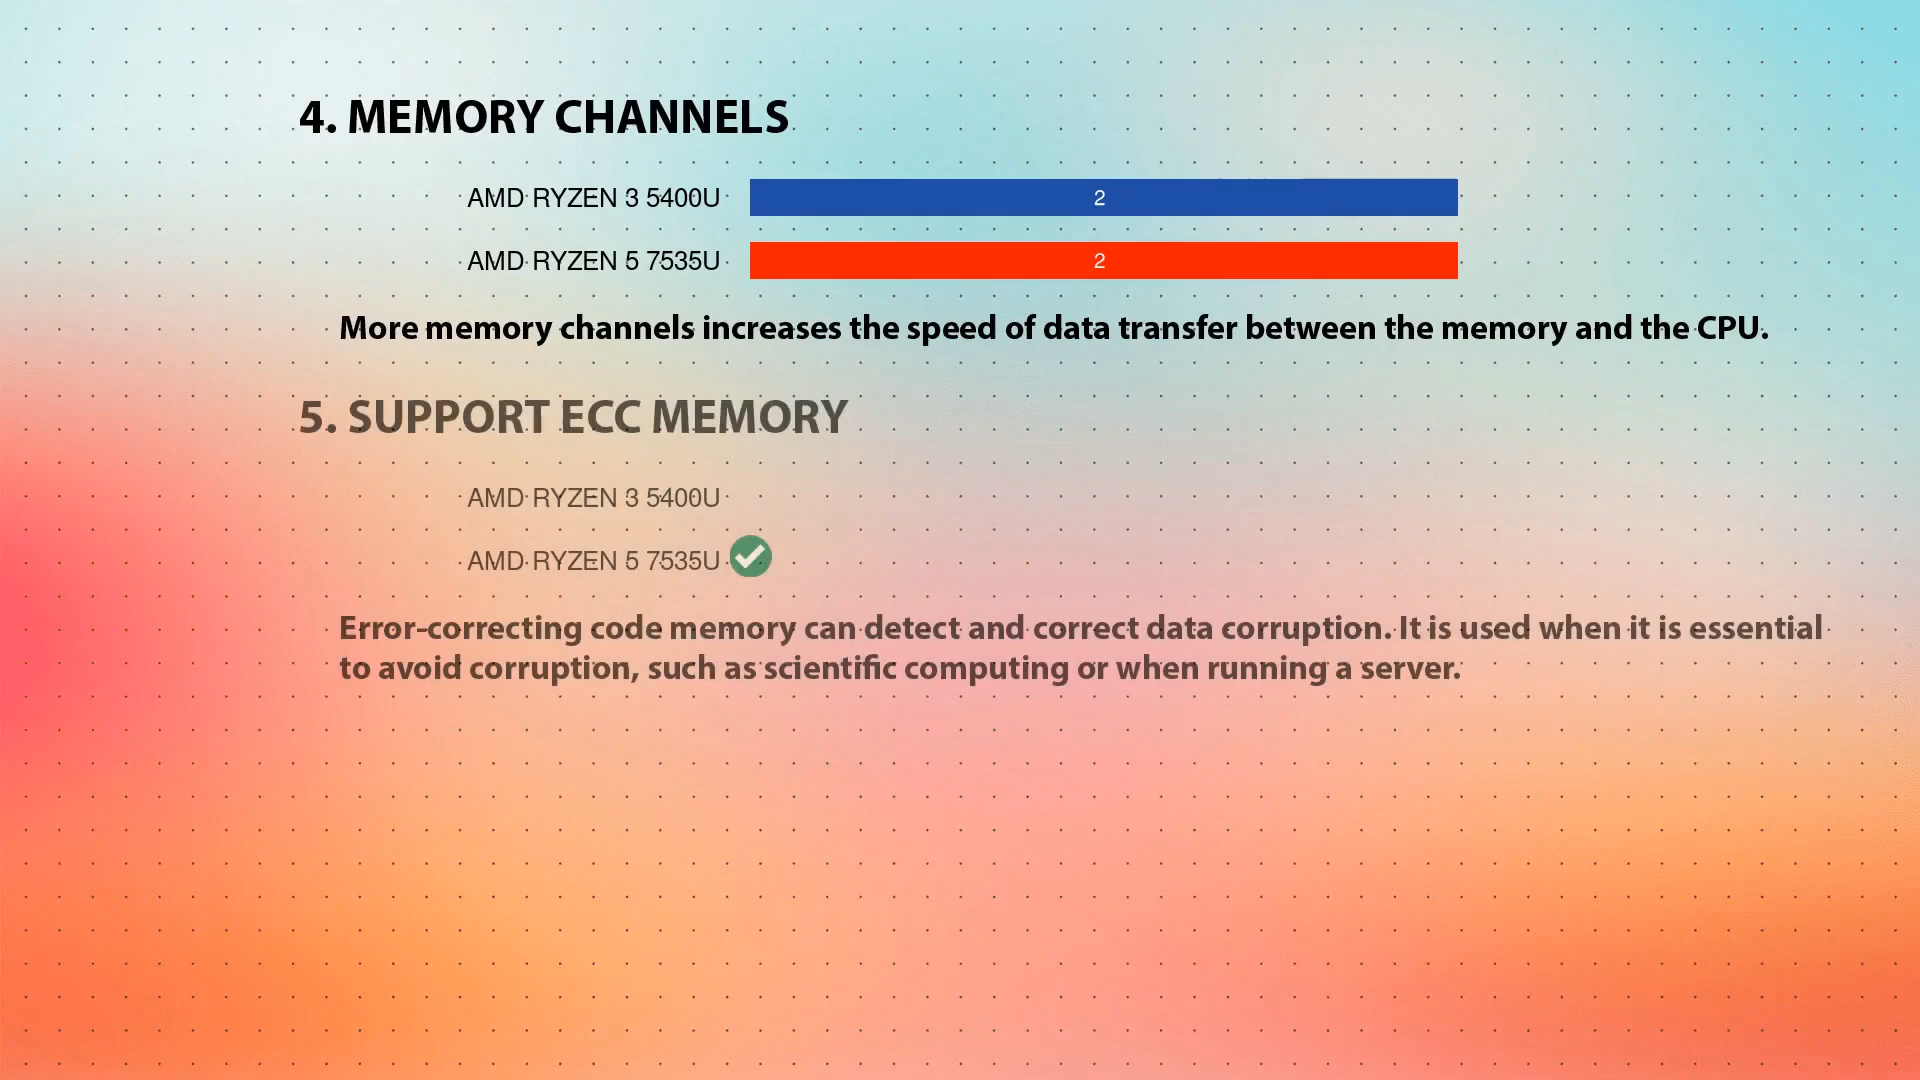 4. MEMORY CHANNELS
AMD RYZEN 3 5400U
2
AMD RYZEN 5 7535U
2
More memory channels increases the speed of data transfer between the memory and the CPU.
5. SUPPORT ECC MEMORY
AMD RYZEN 3 5400U
AMD RYZEN 5 7535U
Error-correcting code memory can detect and correct data corruption. It is used when it is essential
to avoid corruption, such as scientific computing or when running a server.